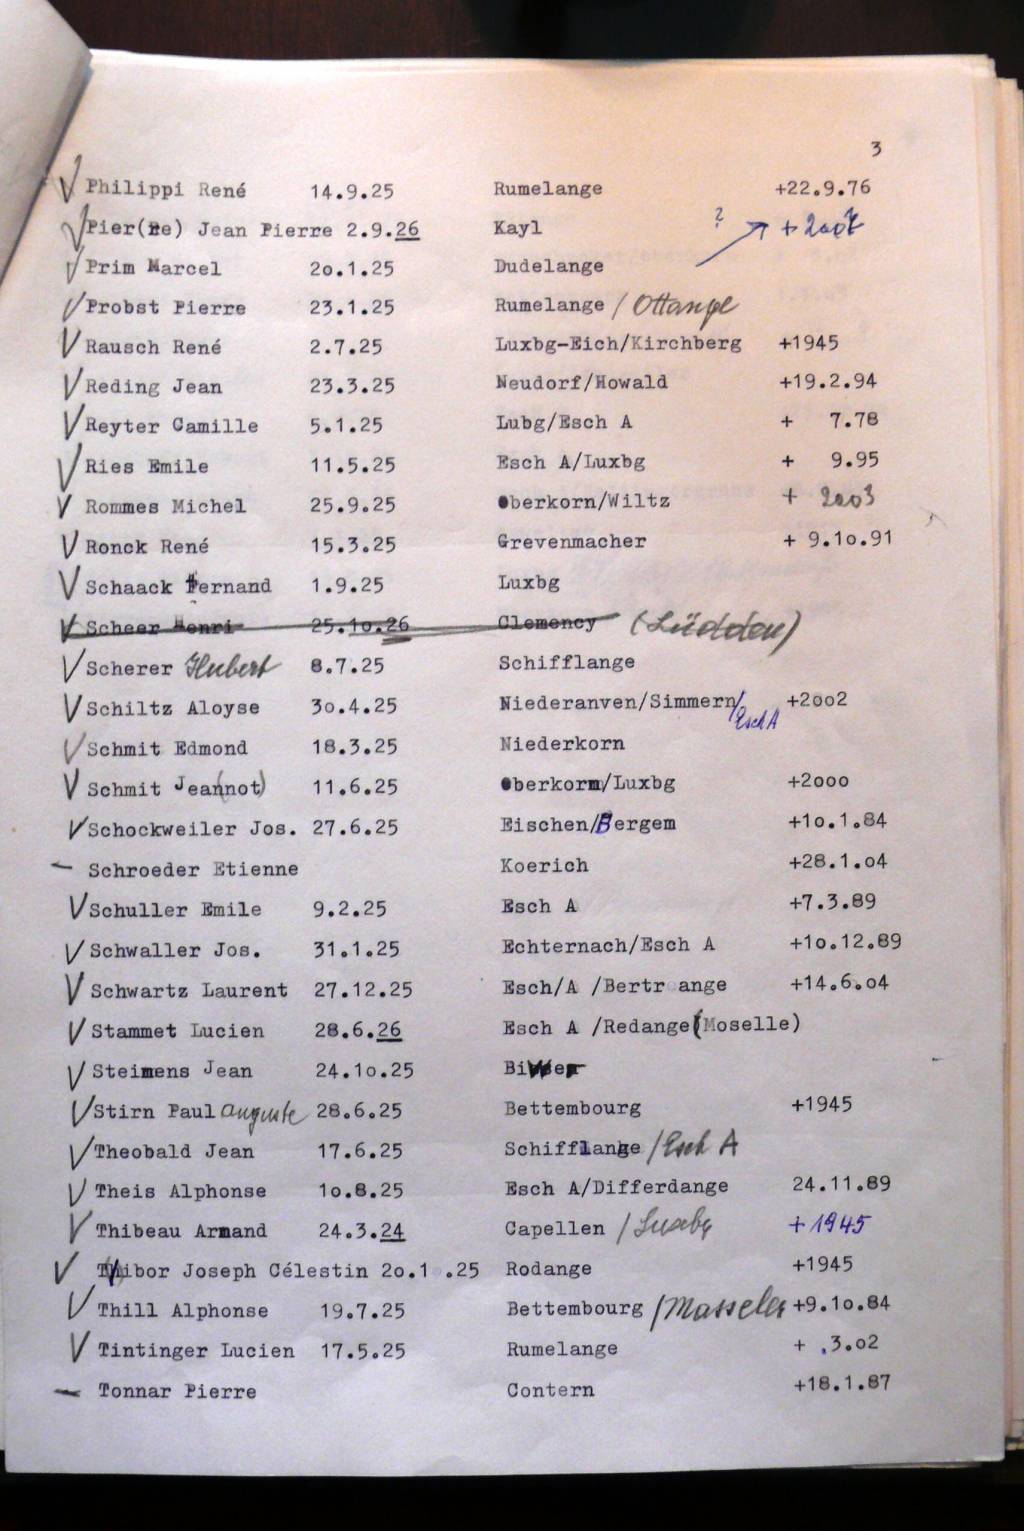 3
Philippi René 14.9.25 Rumelange +22.9.76
Pier(re) Jean Pierre 2.9.26 Kayl ? + 2007
Prim Marcel 2o.1.25 Dudelange
Probst Pierre 23.1.25 Rumelange / Ottange
Rausch René 2.7.25 Luxbg-Eich/Kirchberg +1945
Reding Jean 23.3.25 Neudorf/Howald +19.2.94
Reyter Camille 5.1.25 Lubg/Esch A + 7.78
Ries Emile 11.5.25 Esch A/Luxbg + 9.95
Rommes Michel 25.9.25 Oberkorn/Wiltz + 2003
Ronck René 15.3.25 Grevenmacher + 9.1o.91
Schaack Fernand 1.9.25 Luxbg
Scheer Henri 25.1o.26 Clemency (Lüdden)
Scherer Hubert 8.7.25 Schifflange
Schiltz Aloyse 3o.4.25 Niederanven/Simmern/Esch A +2oo2
Schmit Edmond 18.3.25 Niederkorn
Schmit Jean(not) 11.6.25 Oberkorn/Luxbg +2ooo
Schockweiler Jos. 27.6.25 Eischen/Bergem +1o.1.84
Schroeder Etienne Koerich +28.1.o4
Schuller Emile 9.2.25 Esch A +7.3.89
Schwaller Jos. 31.1.25 Echternach/Esch A +1o.12.89
Schwartz Laurent 27.12.25 Esch/A /Bertr ange +14.6.o4
Stammet Lucien 28.6.26 Esch A /Redange(Moselle)
Steimens Jean 24.1o.25
Stirn Paul Auguste 28.6.25 Bettembourg +1945
Theobald Jean 17.6.25 Schifflange /Esch A
Theis Alphonse 1o.8.25 Esch A/Differdange 24.11.89
Thibeau Armand 24.3.24 Capellen / Luxbg + 1945
T(h)ibor Joseph Célestin 2o.1 .25 Rodange +1945
Thill Alphonse 19.7.25 Bettembourg /Masseler +9.1o.84
Tintinger Lucien 17.5.25 Rumelange + .3.o2
Tonnar Pierre Contern +18.1.87